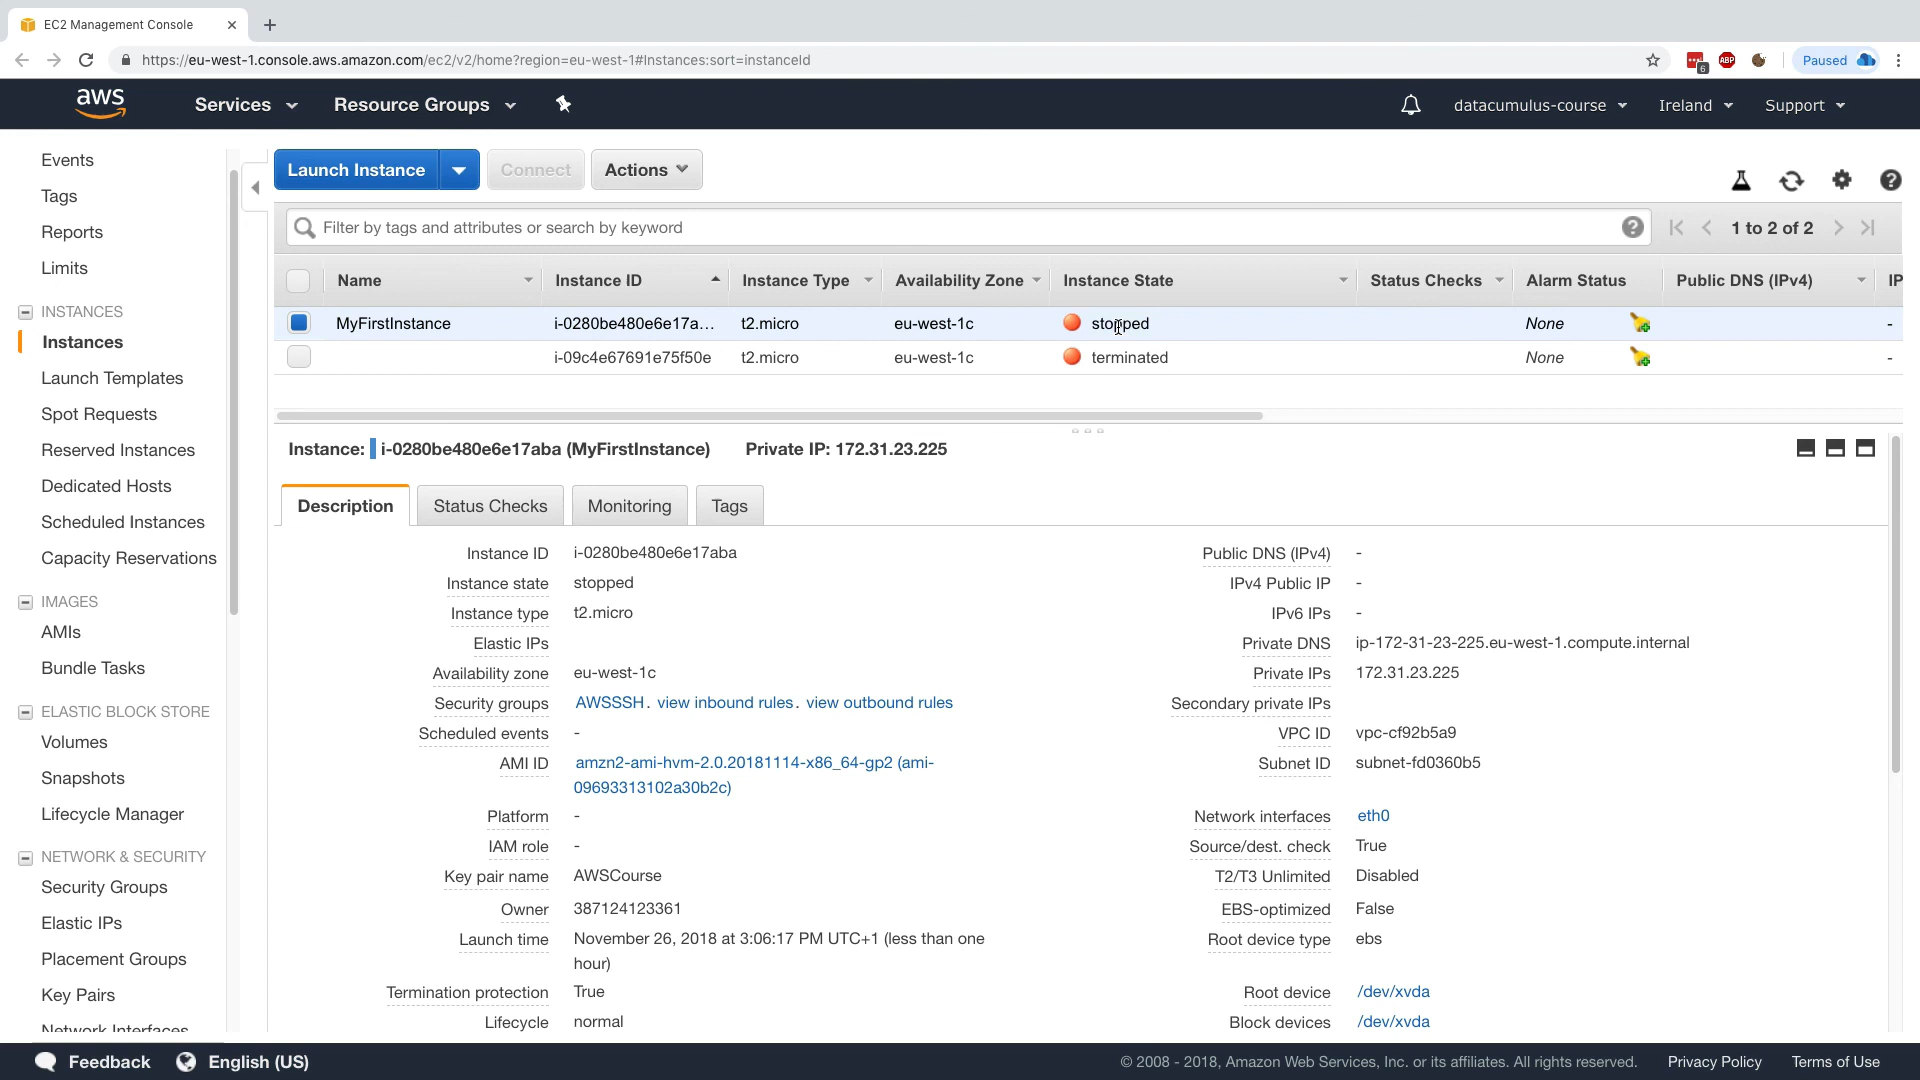 EC2 Management Console
https://eu-west-1.console.aws.amazon.com/ec2/v2/home?region=eu-west-1#Instances:sort=instanceId
6 ABP Paused
aws Services Resource Groups datacumulus-course Ireland Support
Events
Tags
Reports
Limits
INSTANCES
Instances
Launch Templates
Spot Requests
Reserved Instances
Dedicated Hosts
Scheduled Instances
Capacity Reservations
IMAGES
AMIs
Bundle Tasks
ELASTIC BLOCK STORE
Volumes
Snapshots
Lifecycle Manager
NETWORK & SECURITY
Security Groups
Elastic IPs
Placement Groups
Key Pairs
Network Interfaces
Launch Instance Connect Actions
Filter by tags and attributes or search by keyword 1 to 2 of 2
Name Instance ID Instance Type Availability Zone Instance State Status Checks Alarm Status Public DNS (IPv4) IP
MyFirstInstance i-0280be480e6e17a... t2.micro eu-west-1c stopped None -
i-09c4e67691e75f50e t2.micro eu-west-1c terminated None -
Instance: i-0280be480e6e17aba (MyFirstInstance) Private IP: 172.31.23.225
Description Status Checks Monitoring Tags
Instance ID i-0280be480e6e17aba
Instance state stopped
Instance type t2.micro
Elastic IPs
Availability zone eu-west-1c
Security groups AWSSSH. view inbound rules. view outbound rules
Scheduled events -
AMI ID amzn2-ami-hvm-2.0.20181114-x86_64-gp2 (ami-
09693313102a30b2c)
Platform -
IAM role -
Key pair name AWSCourse
Owner 387124123361
Launch time November 26, 2018 at 3:06:17 PM UTC+1 (less than one
hour)
Termination protection True
Lifecycle normal
Public DNS (IPv4) -
IPv4 Public IP -
IPv6 IPs -
Private DNS ip-172-31-23-225.eu-west-1.compute.internal
Private IPs 172.31.23.225
Secondary private IPs
VPC ID vpc-cf92b5a9
Subnet ID subnet-fd0360b5
Network interfaces eth0
Source/dest. check True
T2/T3 Unlimited Disabled
EBS-optimized False
Root device type ebs
Root device /dev/xvda
Block devices /dev/xvda
Feedback English (US) © 2008 - 2018, Amazon Web Services, Inc. or its affiliates. All rights reserved. Privacy Policy Terms of Use